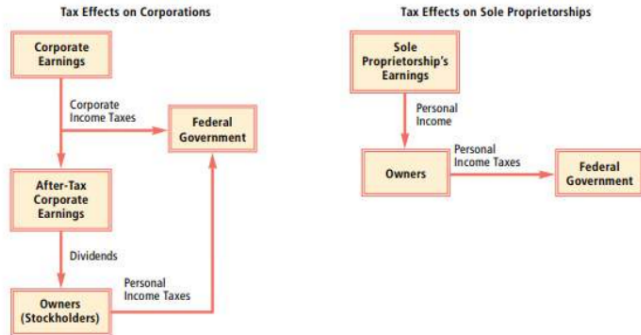 Tax Effects on Corporations
Corporate
Earnings
Corporate
Income Taxes
Federal
Government
After-Tax
Corporate
Earnings
Dividends
Personal
Income Taxes
Owners
(Stockholders)
Tax Effects on Sole Proprietorships
Sole
Proprietorship's
Earnings
Personal
Income
Owners
Personal
Income Taxes
Federal
Government